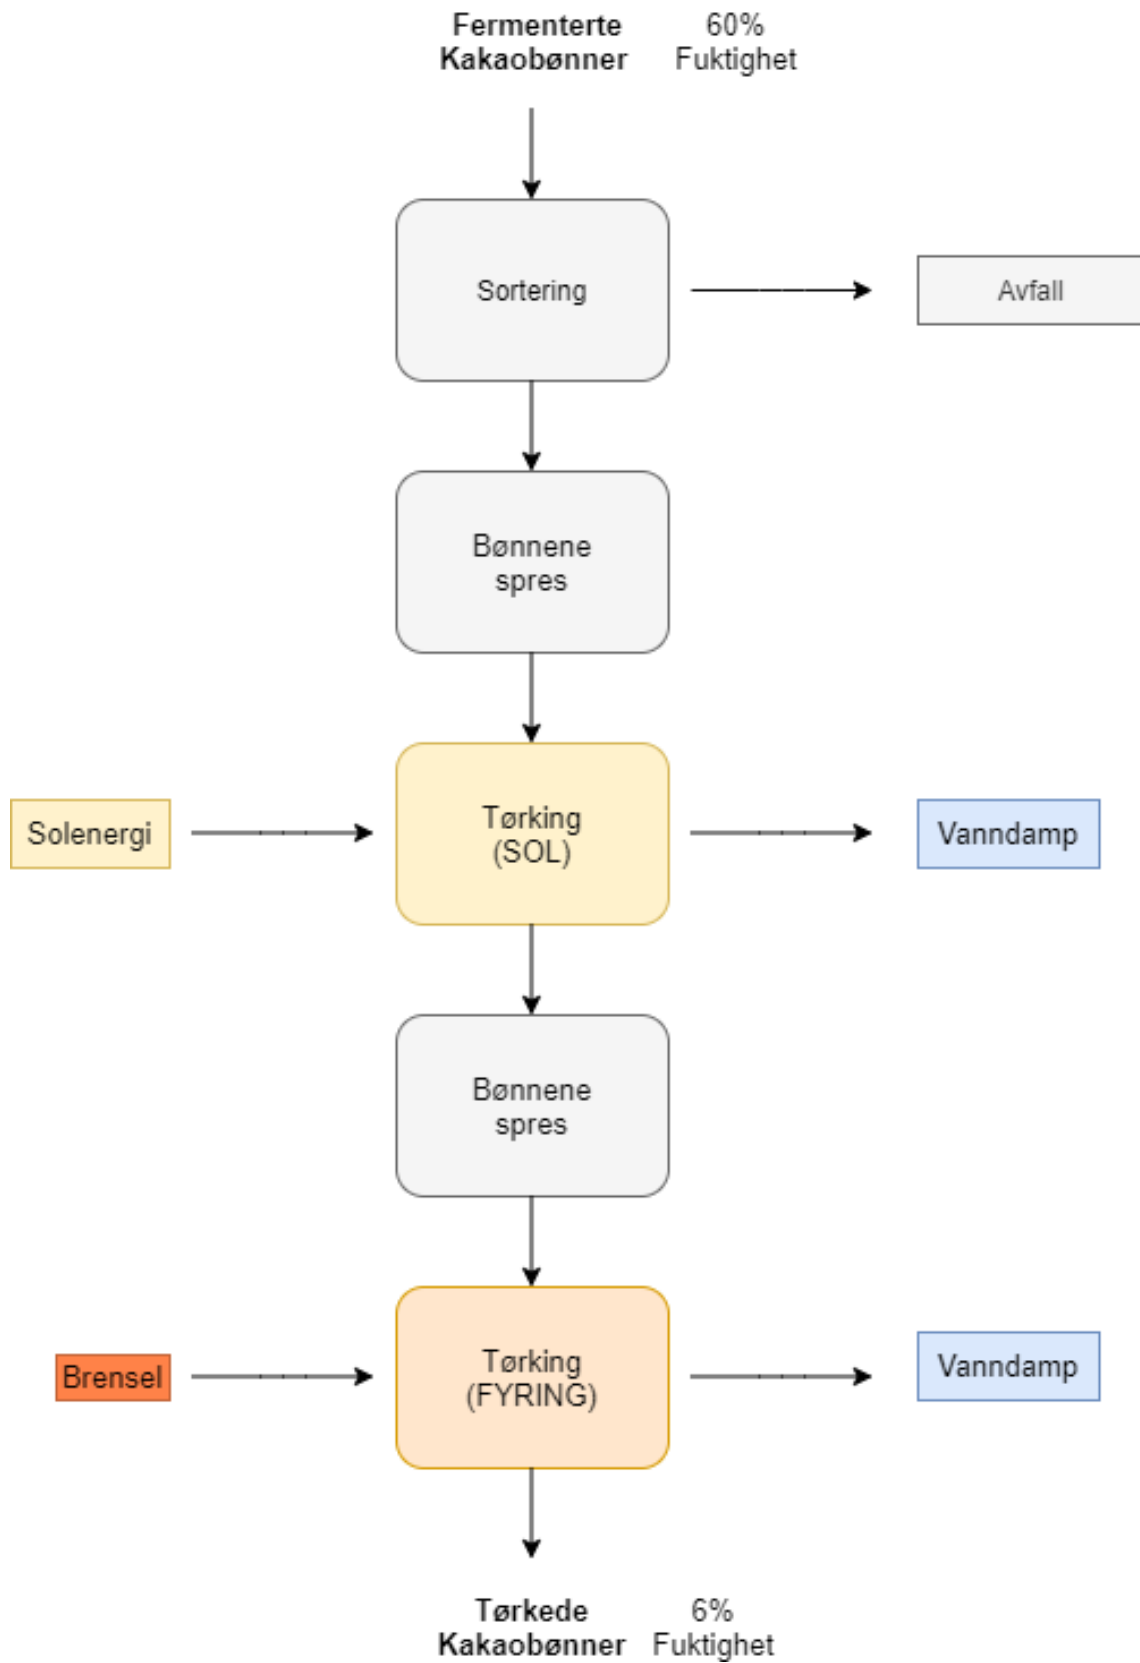 Fermenterte
Kakaobønner
60%
Fuktighet
Sortering
Avfall
Bønnene
spres
Solenergi
Tørking
(SOL)
Vanndamp
Bønnene
spres
Brensel
Tørking
(FYRING)
Vanndamp
Tørkede
Kakaobønner
6%
Fuktighet